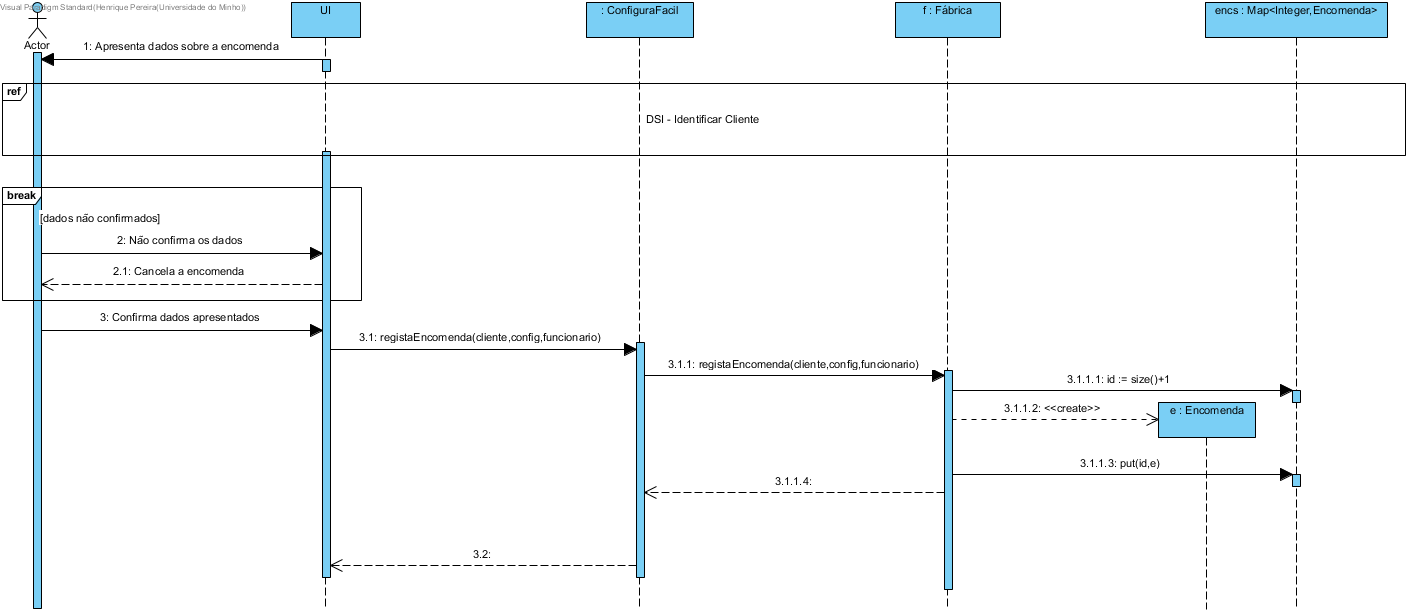 Visual Paradigm Standard(Henrique Pereira(Universidade do Minho))
UI
: ConfiguraFacil
f : Fábrica
encs : Map<Integer,Encomenda>
Actor
1: Apresenta dados sobre a encomenda
ref
DSI - Identificar Cliente
break
[dados não confirmados]
2: Não confirma os dados
2.1: Cancela a encomenda
3: Confirma dados apresentados
3.1: registaEncomenda(cliente,config,funcionario)
3.1.1: registaEncomenda(cliente,config,funcionario)
3.1.1.1: id := size()+1
3.1.1.2: <<create>>
e : Encomenda
3.1.1.3: put(id,e)
3.1.1.4:
3.2: